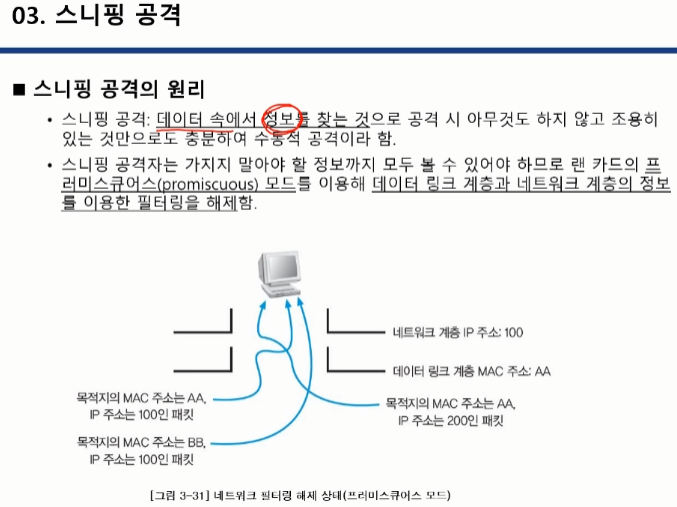 03. 스니핑 공격
■ 스니핑 공격의 원리
• 스니핑 공격: 데이터 속에서 정보를 찾는 것으로 공격 시 아무것도 하지 않고 조용히
있는 것만으로도 충분하여 수동적 공격이라 함.
• 스니핑 공격자는 가지지 말아야 할 정보까지 모두 볼 수 있어야 하므로 랜 카드의 프
러미스큐어스(promiscuous) 모드를 이용해 데이터 링크 계층과 네트워크 계층의 정보
를 이용한 필터링을 해제함.
네트워크 계층 IP 주소: 100
데이터 링크 계층 MAC 주소: AA
목적지의 MAC 주소는 AA,
IP 주소는 100인 패킷
목적지의 MAC 주소는 AA,
IP 주소는 200인 패킷
목적지의 MAC 주소는 BB,
IP 주소는 100인 패킷
[그림 3-31] 네트워크 필터링 해제 상태(프러미스큐어스 모드)